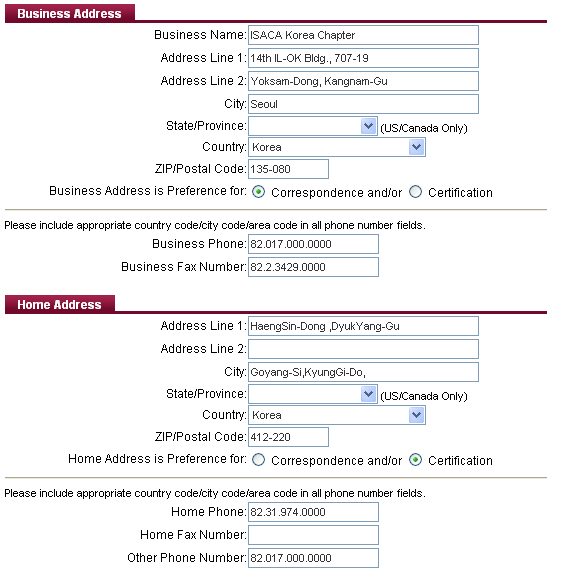 Business Address
Business Name: ISACA Korea Chapter
Address Line 1: 14th IL-OK Bldg., 707-19
Address Line 2: Yoksam-Dong, Kangnam-Gu
City: Seoul
State/Province: (US/Canada Only)
Country: Korea
ZIP/Postal Code: 135-080
Business Address is Preference for: Correspondence and/or Certification
Please include appropriate country code/city code/area code in all phone number fields.
Business Phone: 82.017.000.0000
Business Fax Number: 82.2.3429.0000
Home Address
Address Line 1: HaengSin-Dong ,DyukYang-Gu
Address Line 2:
City: Goyang-Si,KyungGi-Do,
State/Province: (US/Canada Only)
Country: Korea
ZIP/Postal Code: 412-220
Home Address is Preference for: Correspondence and/or Certification
Please include appropriate country code/city code/area code in all phone number fields.
Home Phone: 82.31.974.0000
Home Fax Number:
Other Phone Number: 82.017.000.0000